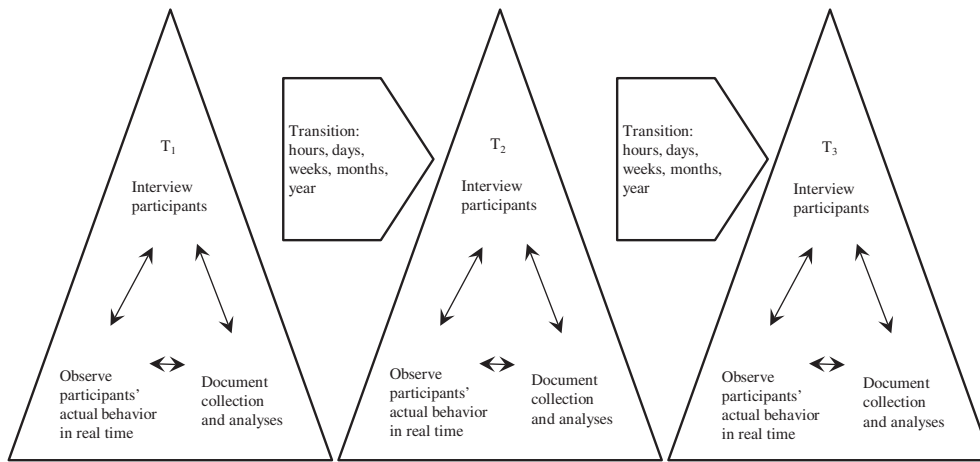 T₁
Interview
participants
Observe
participants’
actual behavior
in real time
Document
collection
and analyses
Transition:
hours, days,
weeks, months,
year
T₂
Interview
participants
Observe
participants’
actual behavior
in real time
Document
collection
and analyses
Transition:
hours, days,
weeks, months,
year
T₃
Interview
participants
Observe
participants’
actual behavior
in real time
Document
collection
and analyses